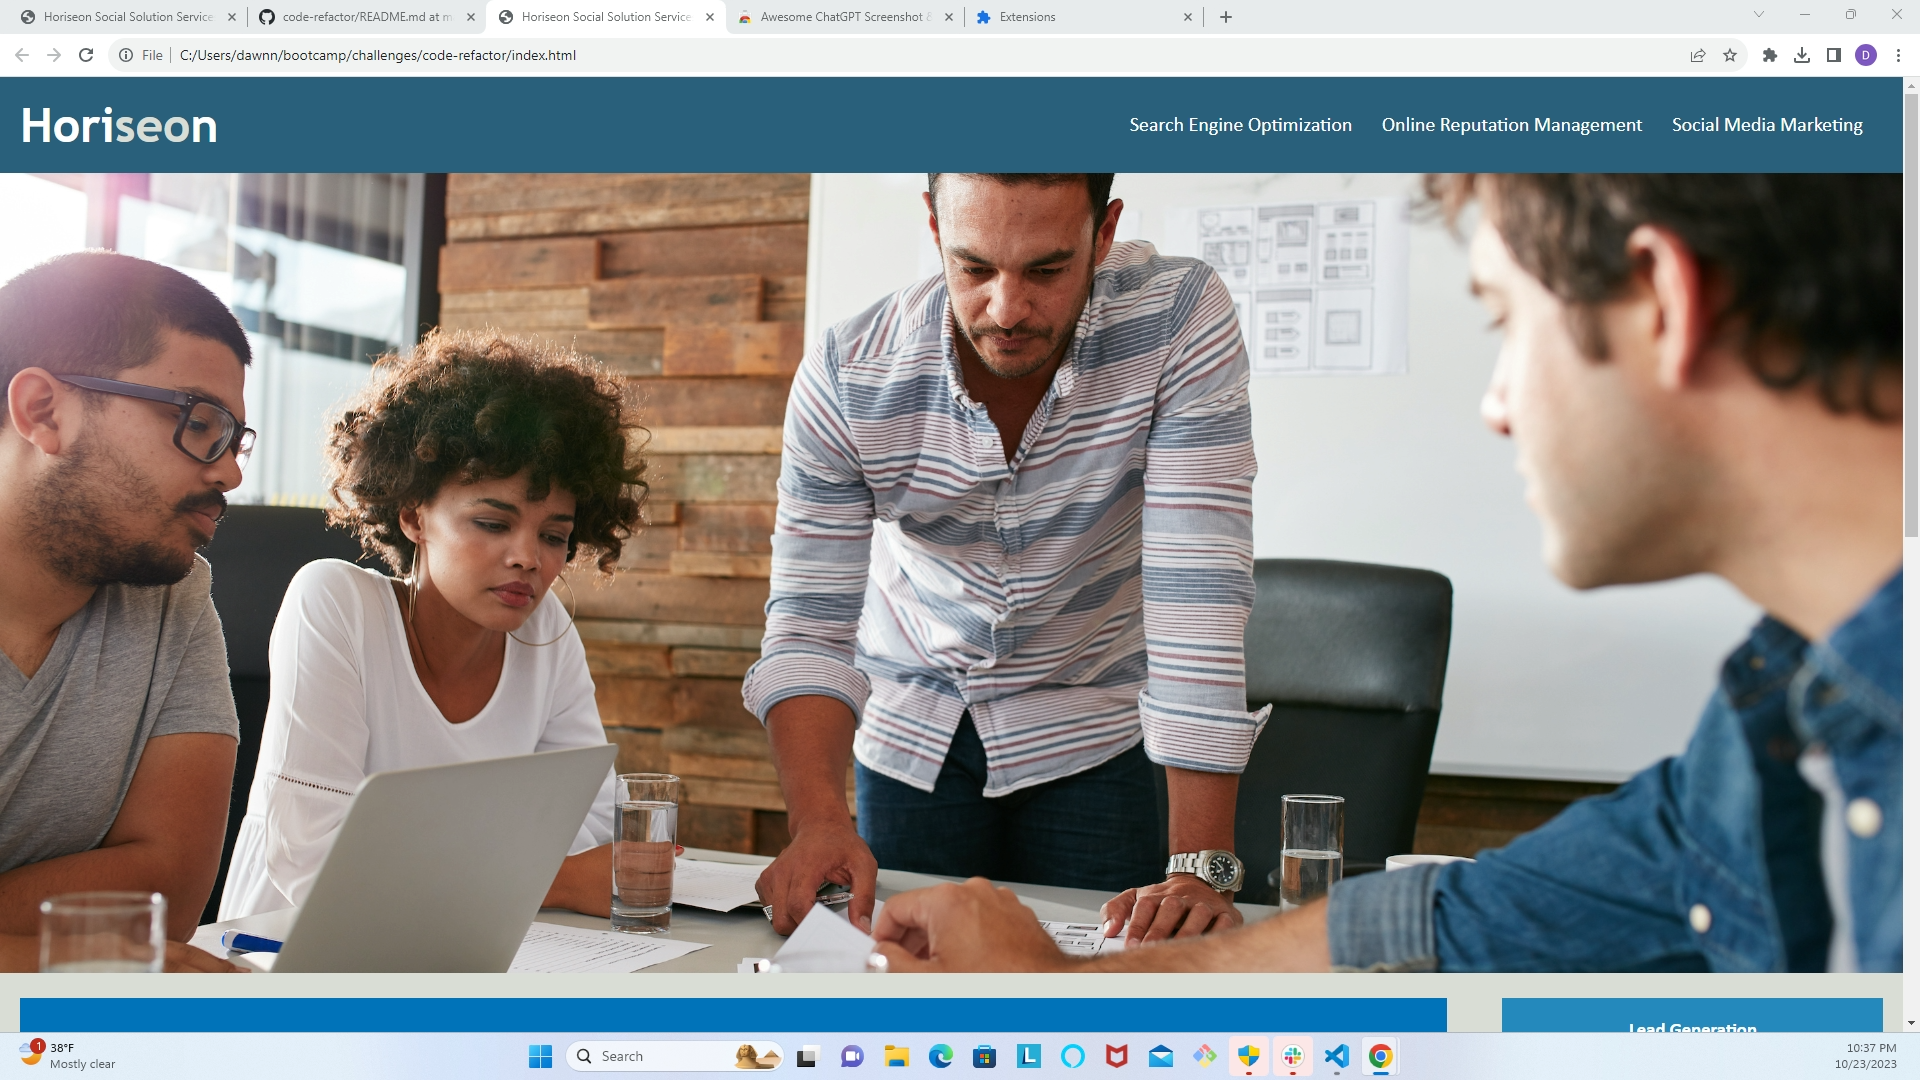 Horiseon Social Solution Service
code-refactor/README.md at m
Horiseon Social Solution Service
Awesome ChatGPT Screenshot &
Extensions
File
C:/Users/dawnn/bootcamp/challenges/code-refactor/index.html
D
Horiseon
Search Engine Optimization
Online Reputation Management
Social Media Marketing
Lead Generation
1
38°F
Mostly clear
Search
L
10:37 PM
10/23/2023